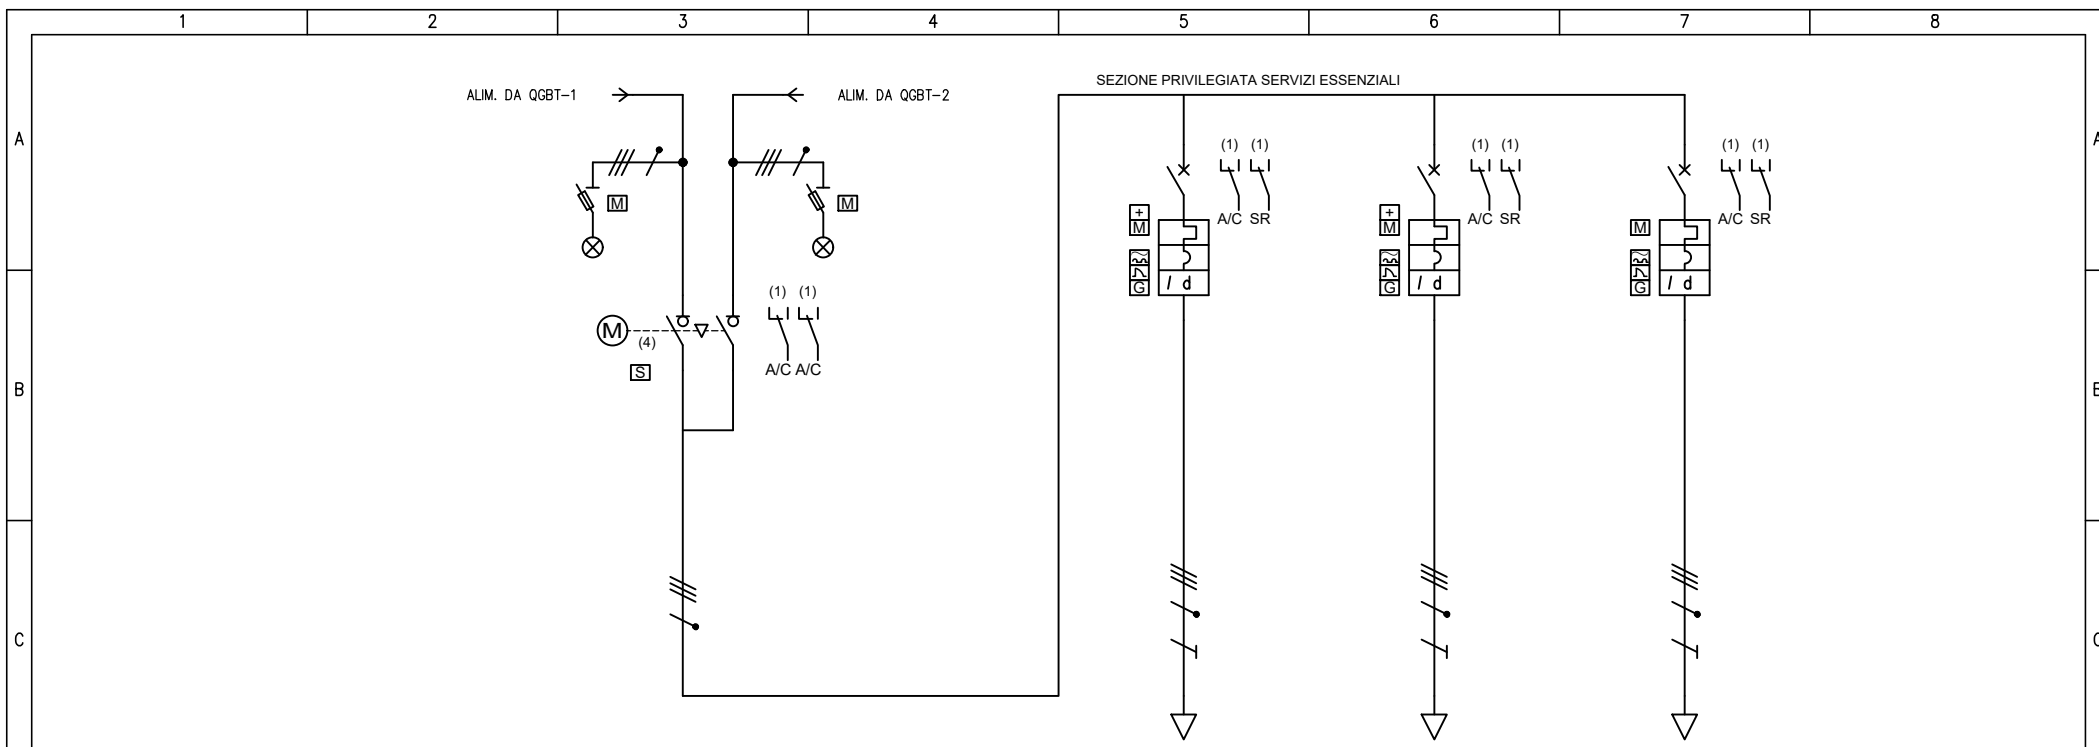 1 2 3 4 5 6 7 8
SEZIONE PRIVILEGIATA SERVIZI ESSENZIALI
ALIM. DA QGBT-1 ALIM. DA QGBT-2
A A
(1) (1) (1) (1) (1) (1)
M M
A/C SR A/C SR A/C SR
+ +
M M M
I d I d I d
G G G
(1) (1)
M
(4)
S
A/C A/C
B B
C C